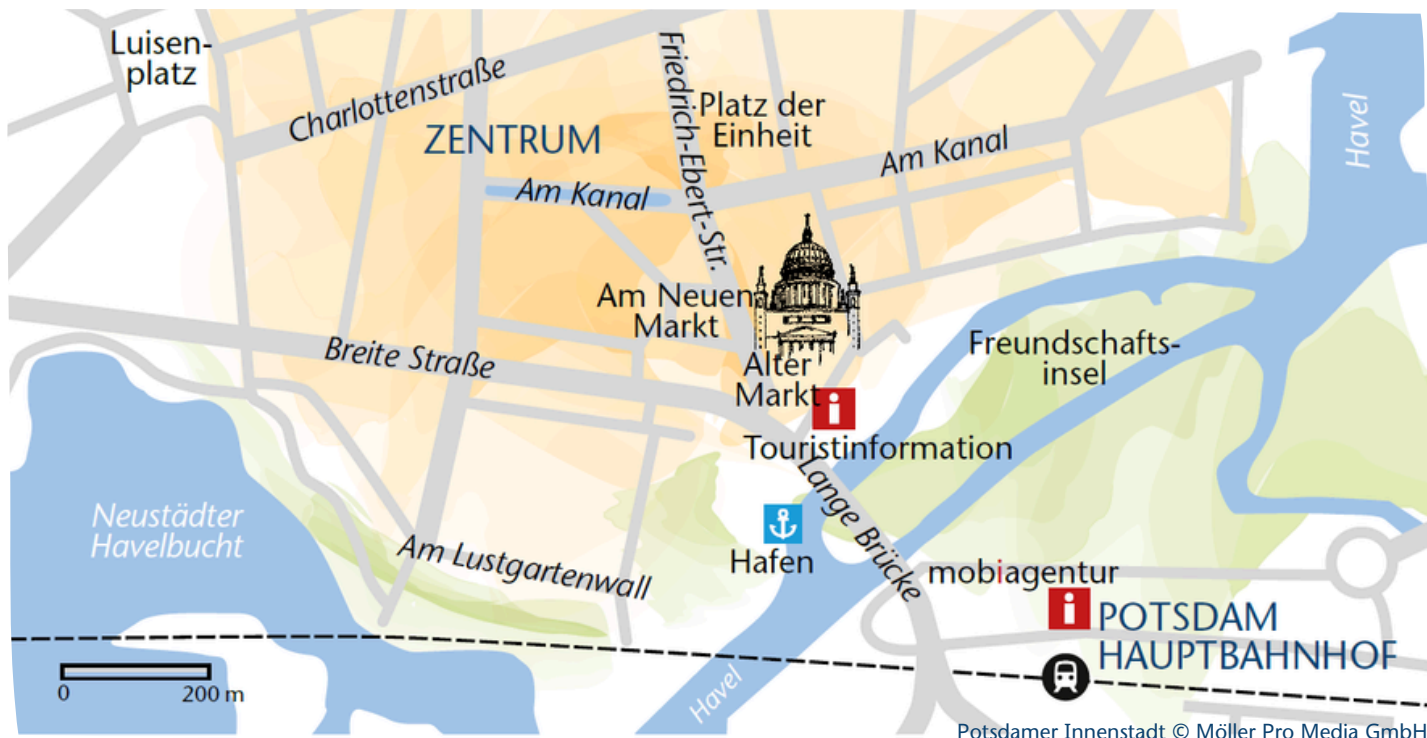 Luisen-
platz
Charlottenstraße
Friedrich-Ebert-Str.
Platz der
Einheit
ZENTRUM
Am Kanal
Am Kanal
Havel
Am Neuen
Markt
Breite Straße
Alter
Markt
i
Touristinformation
Freundschafts-
insel
Lange Brücke
Neustädter
Havelbucht
Hafen
Am Lustgartenwall
mobiagentur
i
POTSDAM
HAUPTBAHNHOF
Havel
0 200 m
Potsdamer Innenstadt © Möller Pro Media GmbH